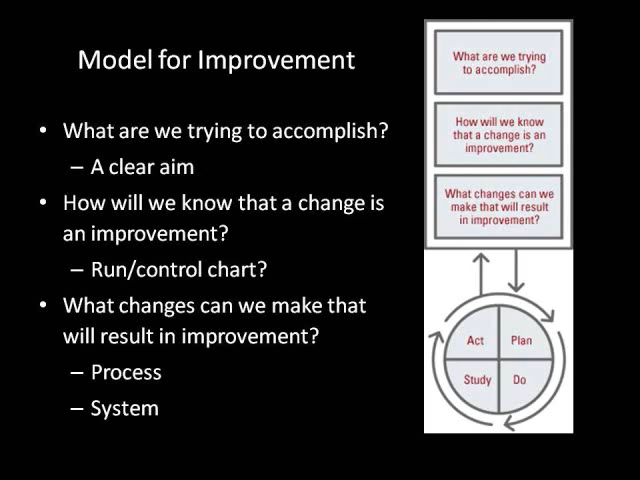 Model for Improvement
• What are we trying to accomplish?
– A clear aim
• How will we know that a change is
an improvement?
– Run/control chart?
• What changes can we make that
will result in improvement?
– Process
– System
What are we trying
to accomplish?
How will we know
that a change is an
improvement?
What changes can we
make that will result
in improvement?
Act
Plan
Study
Do